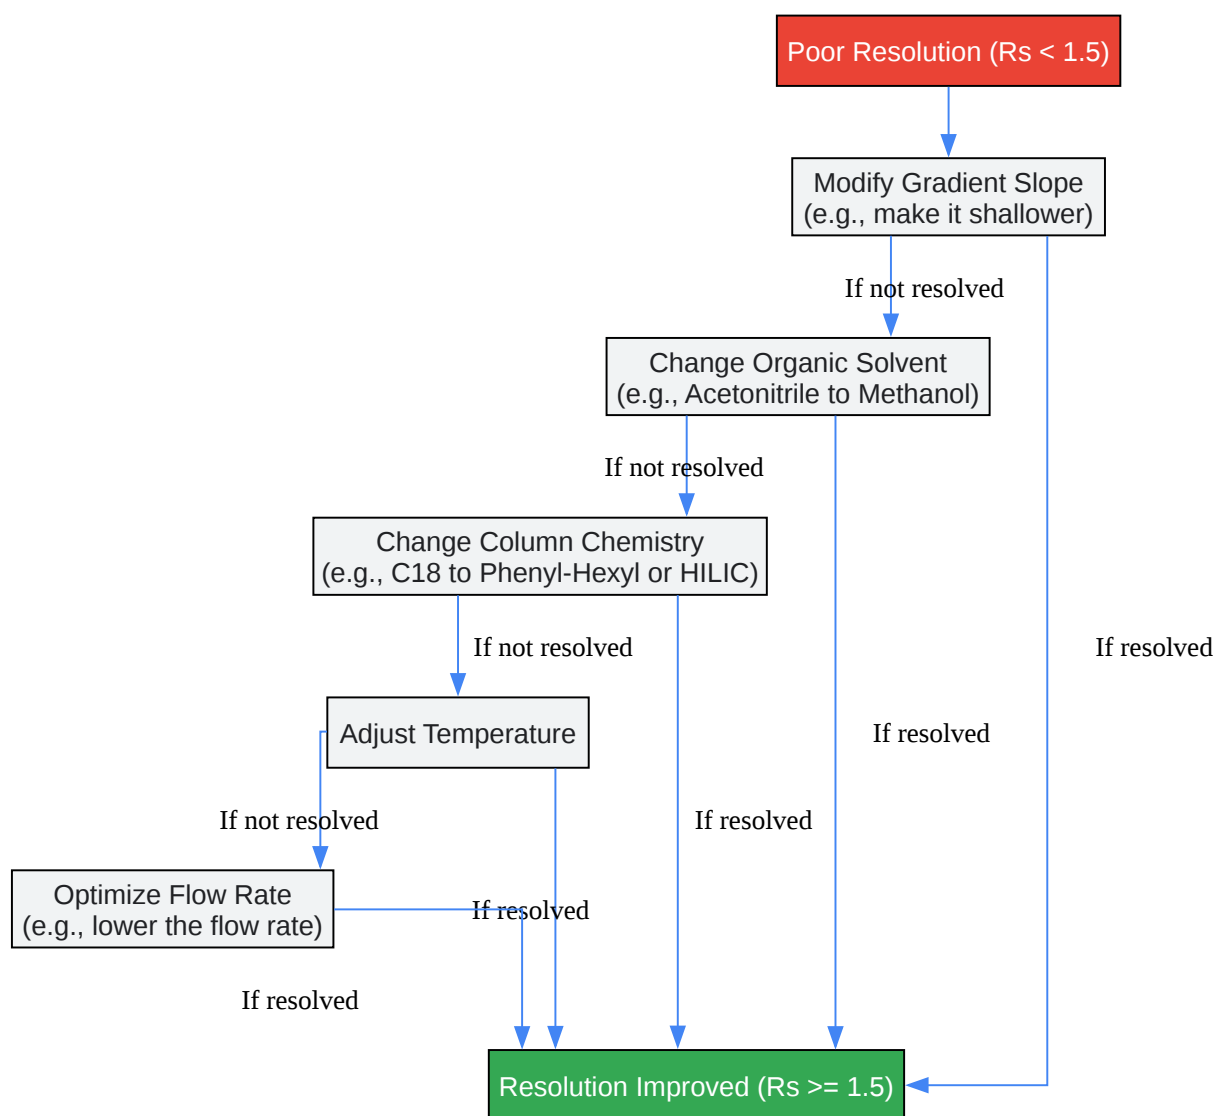 Poor Resolution (Rs < 1.5)
Modify Gradient Slope
(e.g., make it shallower)
If not resolved
Change Organic Solvent
(e.g., Acetonitrile to Methanol)
If not resolved
Change Column Chemistry
(e.g., C18 to Phenyl-Hexyl or HILIC)
If not resolved
If resolved
Adjust Temperature
If resolved
If not resolved
If resolved
Optimize Flow Rate
(e.g., lower the flow rate)
If resolved
If resolved
Resolution Improved (Rs >= 1.5)